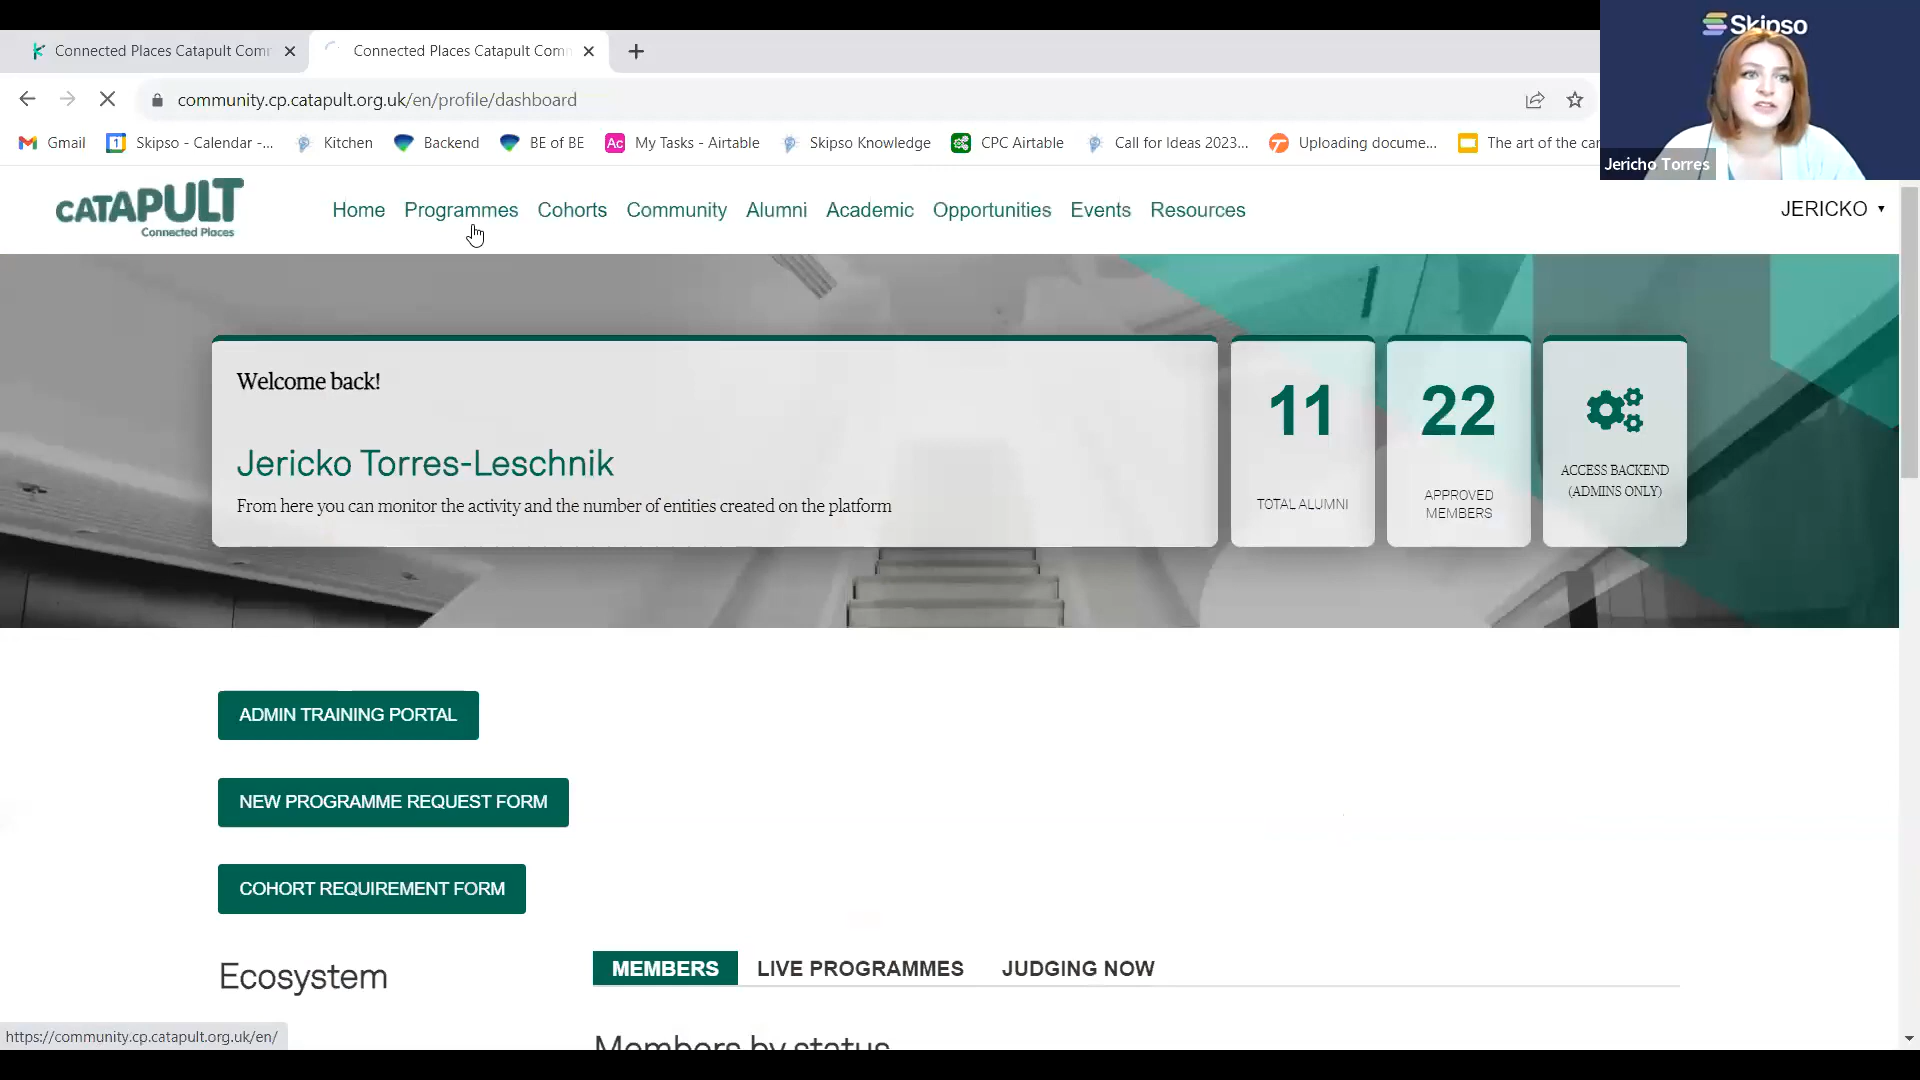 Skipso
Connected Places Catapult Com
Connected Places Catapult Com
community.cp.catapult.org.uk/en/profile/dashboard
Gmail
Skipso - Calendar -...
Kitchen
Backend
BE of BE
Ac
My Tasks - Airtable
Skipso Knowledge
CPC Airtable
Call for Ideas 2023...
Uploading docume...
The art of the car
Jericho Torres
CATAPULT
Connected Places
Home
Programmes
Cohorts
Community
Alumni
Academic
Opportunities
Events
Resources
JERICKO
Welcome back!
Jericko Torres-Leschnik
From here you can monitor the activity and the number of entities created on the platform
11
TOTAL ALUMNI
22
APPROVED
MEMBERS
ACCESS BACKEND
(ADMINS ONLY)
ADMIN TRAINING PORTAL
NEW PROGRAMME REQUEST FORM
COHORT REQUIREMENT FORM
Ecosystem
MEMBERS
LIVE PROGRAMMES
JUDGING NOW
Members by status
https://community.cp.catapult.org.uk/en/